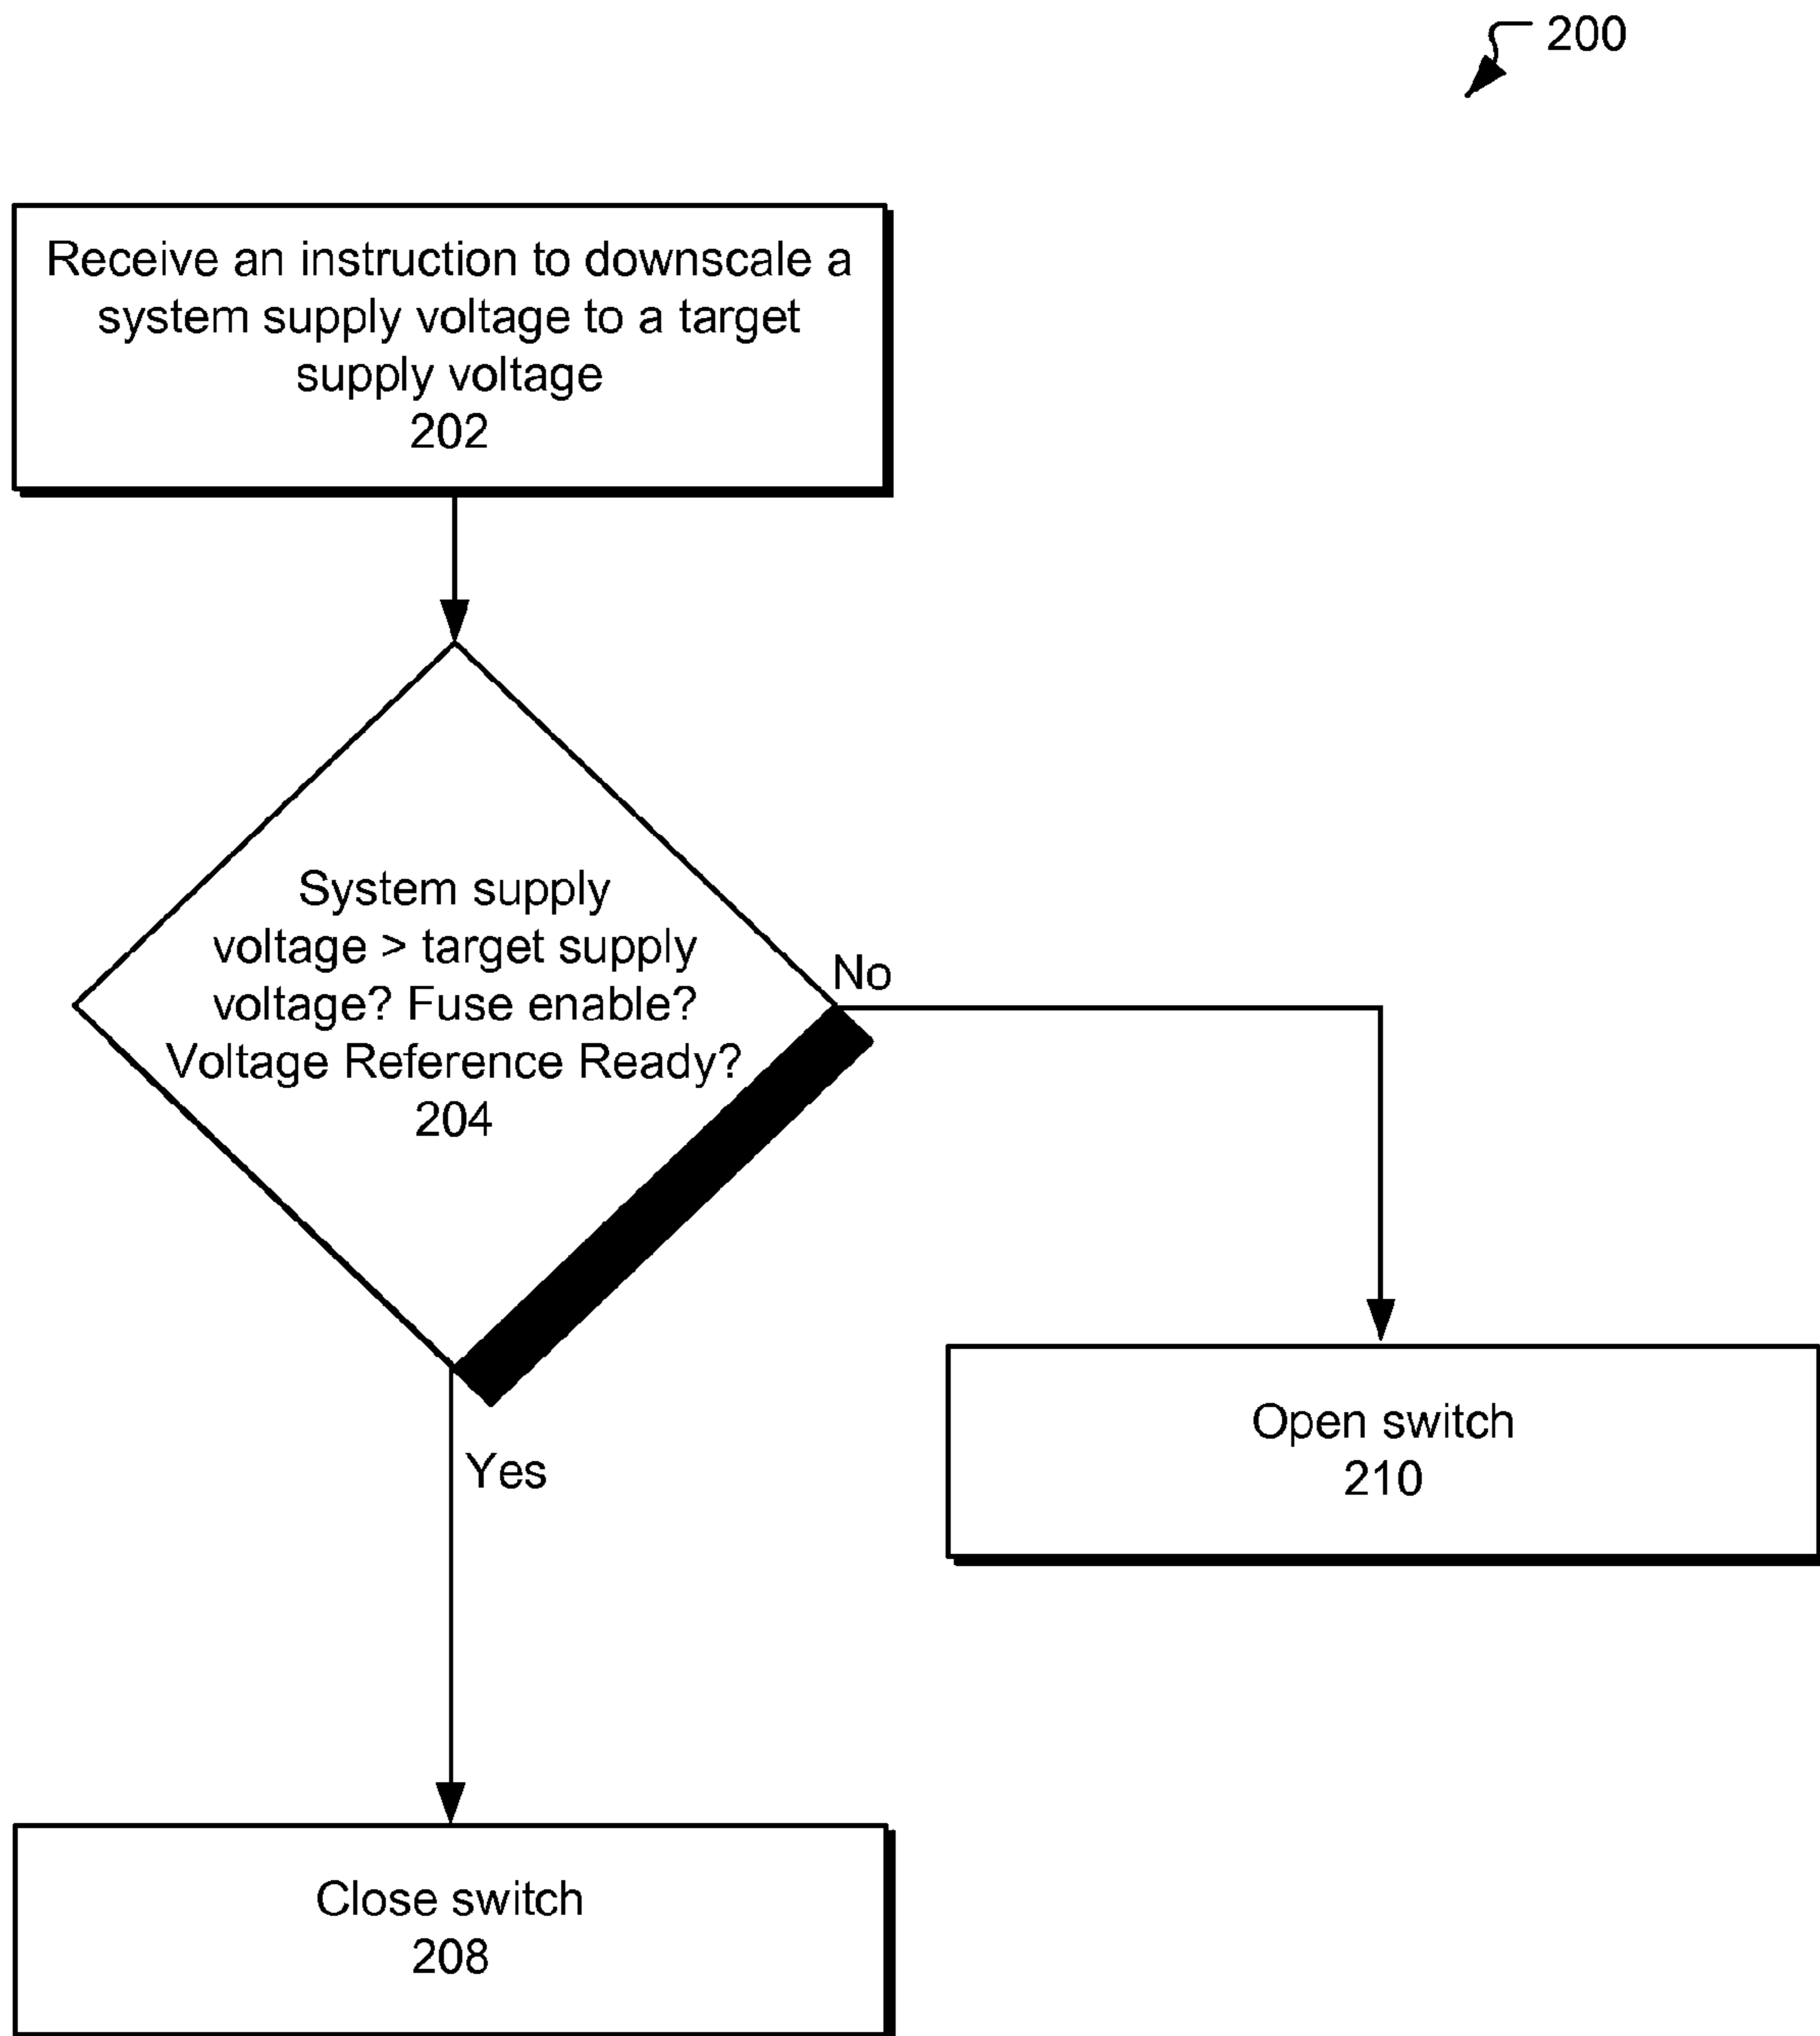 200
Receive an instruction to downscale a
system supply voltage to a target
supply voltage
202
System supply
voltage > target supply
voltage? Fuse enable?
Voltage Reference Ready?
204
No
Yes
Open switch
210
Close switch
208